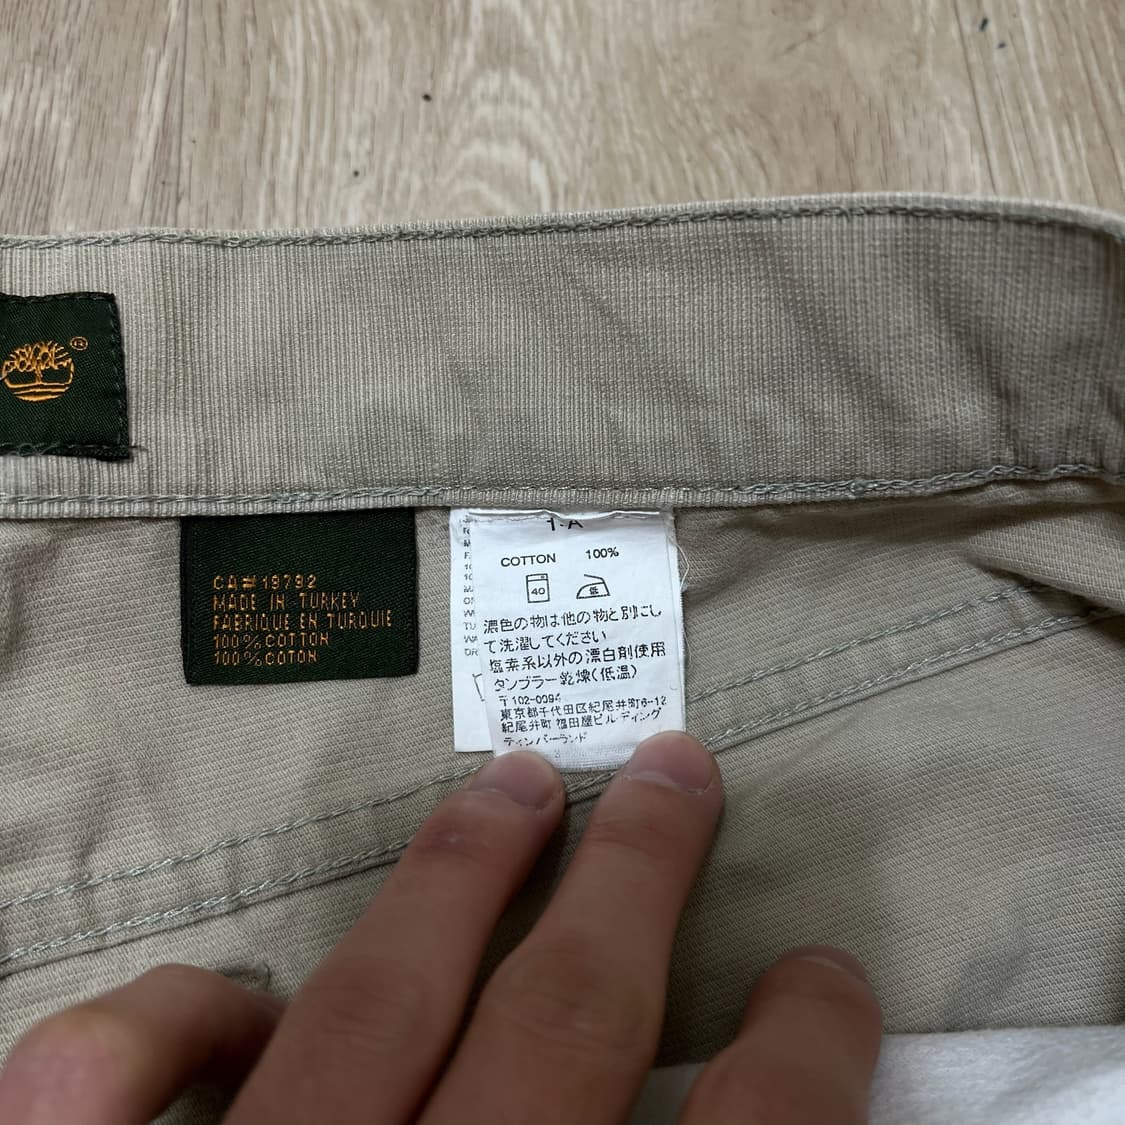 ®
CA#18792
MADE IN TURKEY
FABRIQUE EN TURQUIE
100% COTTON
100% COTON
1-A
COTTON 100%
40
低
濃色の物は他の物と別にし
て洗濯してください
塩素系以外の漂白剤使用
タンブラー乾燥(低温)
〒102-0094
東京都千代田区紀尾井町6-12
紀尾井町 福田屋ビルディング
ティンバーランド